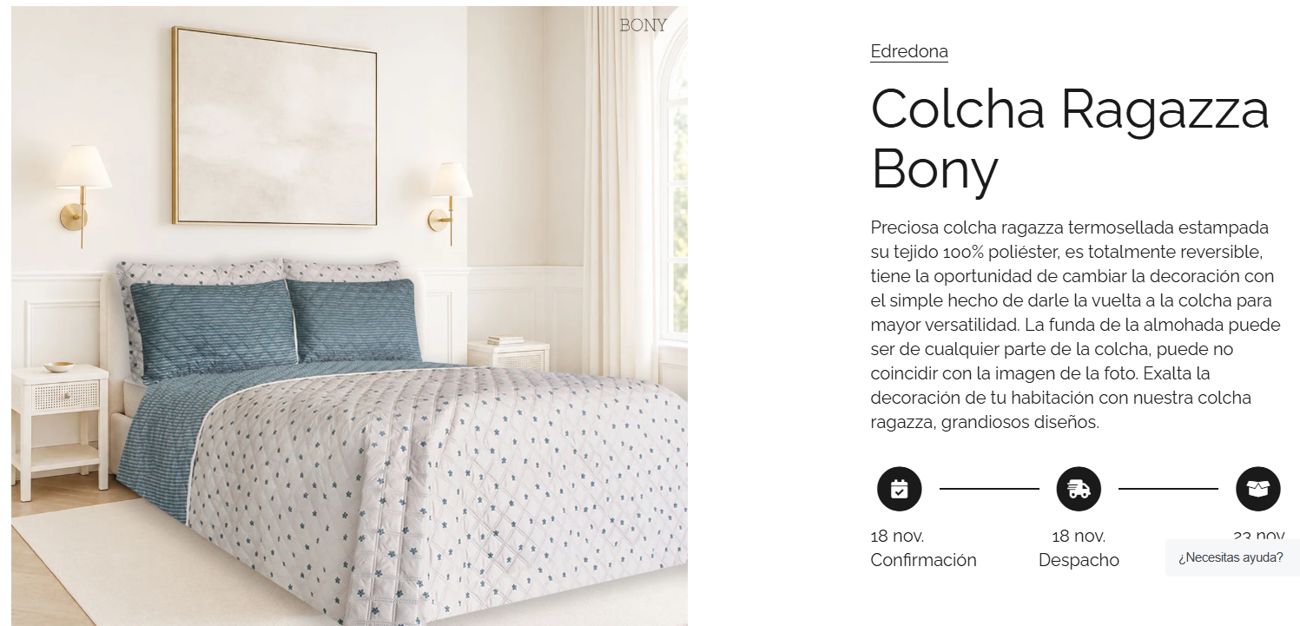 BONY
Edredona
Colcha Ragazza
Bony
Preciosa colcha ragazza termosellada estampada
su tejido 100% poliéster, es totalmente reversible,
tiene la oportunidad de cambiar la decoración con
el simple hecho de darle la vuelta a la colcha para
mayor versatilidad. La funda de la almohada puede
ser de cualquier parte de la colcha, puede no
coincidir con la imagen de la foto. Exalta la
decoración de tu habitación con nuestra colcha
ragazza, grandiosos diseños.
18 nov.
Confirmación
18 nov.
Despacho
23 nov.
¿Necesitas ayuda?